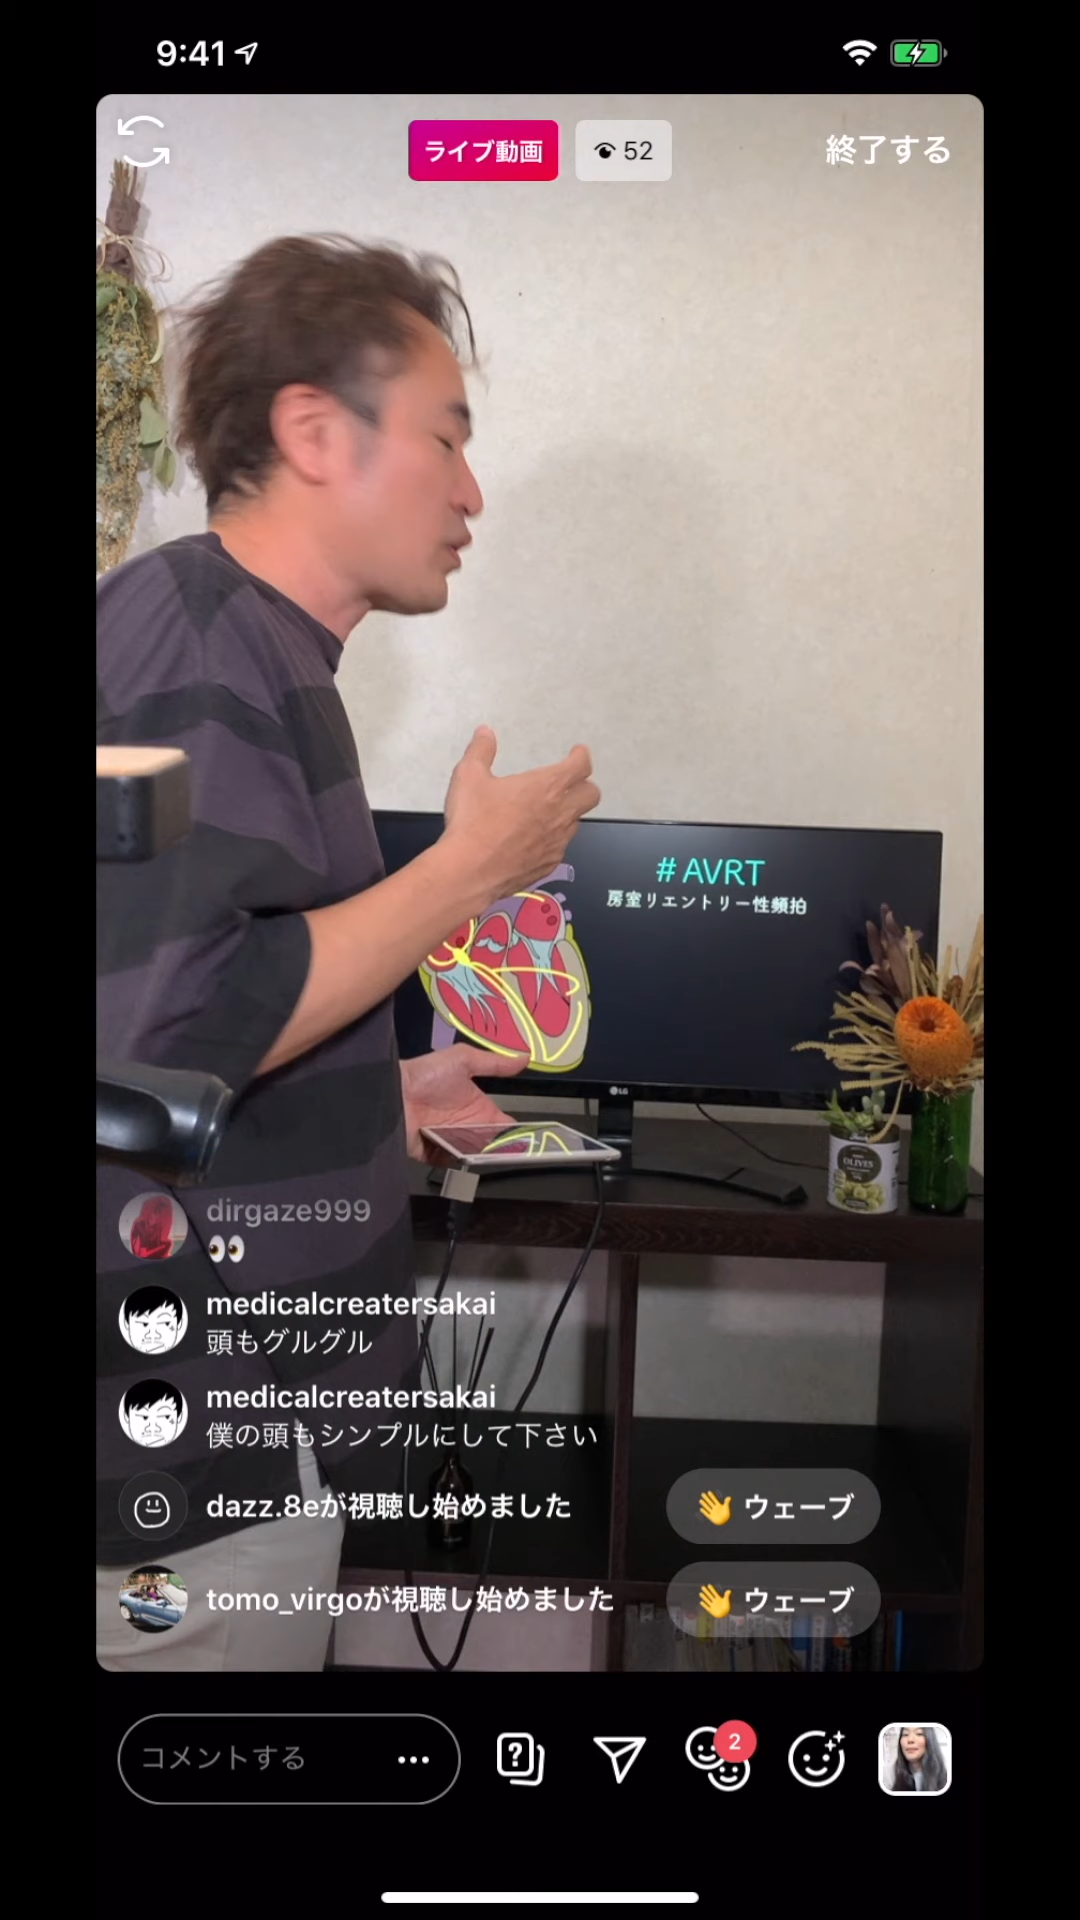 9:41
ライブ動画
52
終了する
#AVRT
房室リエントリー性頻拍
LG
OLIVES
dirgaze999
👀
medicalcreatersakai
頭もグルグル
medicalcreatersakai
僕の頭もシンプルにして下さい
dazz.8eが視聴し始めました
👋 ウェーブ
tomo_virgoが視聴し始めました
👋 ウェーブ
コメントする
2